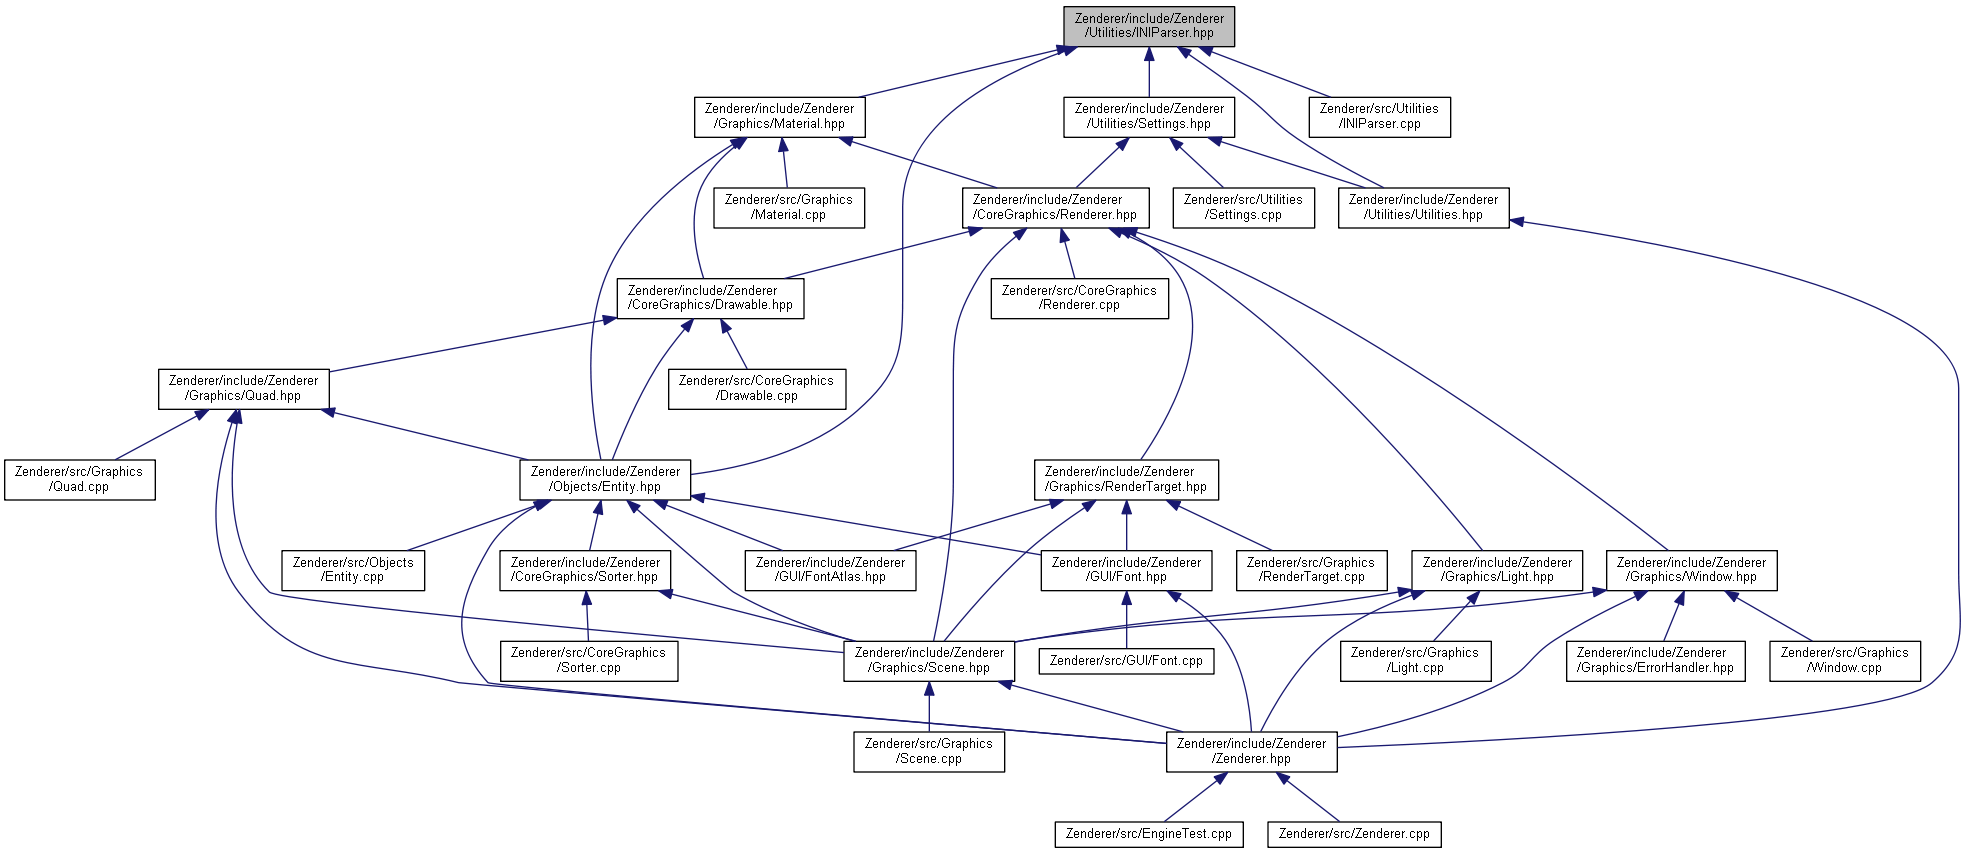 Zenderer/include/Zenderer
/Utilities/INIParser.hpp
Zenderer/include/Zenderer
/Graphics/Material.hpp
Zenderer/include/Zenderer
/Utilities/Settings.hpp
Zenderer/src/Utilities
/INIParser.cpp
Zenderer/src/Graphics
/Material.cpp
Zenderer/include/Zenderer
/CoreGraphics/Renderer.hpp
Zenderer/src/Utilities
/Settings.cpp
Zenderer/include/Zenderer
/Utilities/Utilities.hpp
Zenderer/include/Zenderer
/CoreGraphics/Drawable.hpp
Zenderer/src/CoreGraphics
/Renderer.cpp
Zenderer/include/Zenderer
/Graphics/Quad.hpp
Zenderer/src/CoreGraphics
/Drawable.cpp
Zenderer/src/Graphics
/Quad.cpp
Zenderer/include/Zenderer
/Objects/Entity.hpp
Zenderer/include/Zenderer
/Graphics/RenderTarget.hpp
Zenderer/src/Objects
/Entity.cpp
Zenderer/include/Zenderer
/CoreGraphics/Sorter.hpp
Zenderer/include/Zenderer
/GUI/FontAtlas.hpp
Zenderer/include/Zenderer
/GUI/Font.hpp
Zenderer/src/Graphics
/RenderTarget.cpp
Zenderer/include/Zenderer
/Graphics/Light.hpp
Zenderer/include/Zenderer
/Graphics/Window.hpp
Zenderer/src/CoreGraphics
/Sorter.cpp
Zenderer/include/Zenderer
/Graphics/Scene.hpp
Zenderer/src/GUI/Font.cpp
Zenderer/src/Graphics
/Light.cpp
Zenderer/include/Zenderer
/Graphics/ErrorHandler.hpp
Zenderer/src/Graphics
/Window.cpp
Zenderer/src/Graphics
/Scene.cpp
Zenderer/include/Zenderer
/Zenderer.hpp
Zenderer/src/EngineTest.cpp
Zenderer/src/Zenderer.cpp